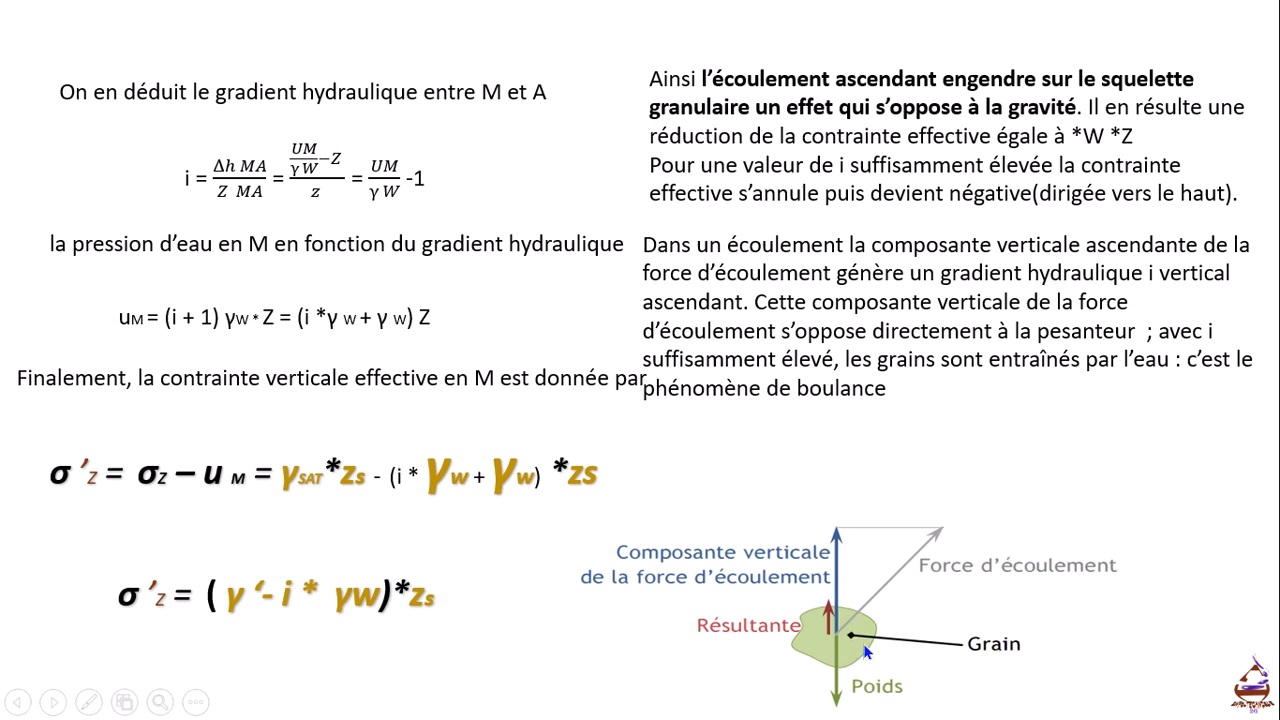 On en déduit le gradient hydraulique entre M et A
i = Δh MA / Z MA = (UM / γ W − Z) / z = UM / γ W -1
la pression d’eau en M en fonction du gradient hydraulique
uM = (i + 1) γW * Z = (i *γ W + γ W) Z
Finalement, la contrainte verticale effective en M est donnée par
σ ’Z = σZ – u M = γSAT*zs - (i * γw + γw) *zs
σ ’Z = ( γ ‘- i * γw)*zs
Ainsi l’écoulement ascendant engendre sur le squelette
granulaire un effet qui s’oppose à la gravité. Il en résulte une
réduction de la contrainte effective égale à *W *Z
Pour une valeur de i suffisamment élevée la contrainte
effective s’annule puis devient négative(dirigée vers le haut).
Dans un écoulement la composante verticale ascendante de la
force d’écoulement génère un gradient hydraulique i vertical
ascendant. Cette composante verticale de la force
d’écoulement s’oppose directement à la pesanteur ; avec i
suffisamment élevé, les grains sont entraînés par l’eau : c’est le
phénomène de boulance
Composante verticale
de la force d’écoulement
Force d’écoulement
Résultante
Grain
Poids